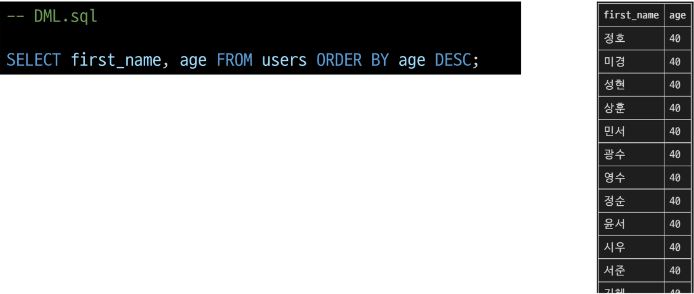 -- DML.sql
SELECT first_name, age FROM users ORDER BY age DESC;
first_name age
정호 40
미경 40
성현 40
상훈 40
민서 40
광수 40
영수 40
정순 40
윤서 40
시우 40
서준 40